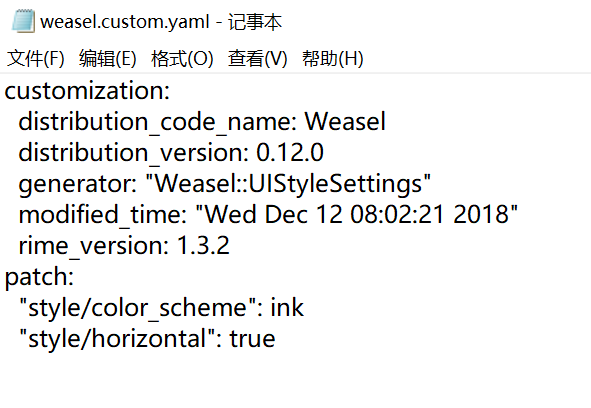 weasel.custom.yaml - 记事本
文件(F) 编辑(E) 格式(O) 查看(V) 帮助(H)
customization:
  distribution_code_name: Weasel
  distribution_version: 0.12.0
  generator: "Weasel::UIStyleSettings"
  modified_time: "Wed Dec 12 08:02:21 2018"
  rime_version: 1.3.2
patch:
  "style/color_scheme": ink
  "style/horizontal": true